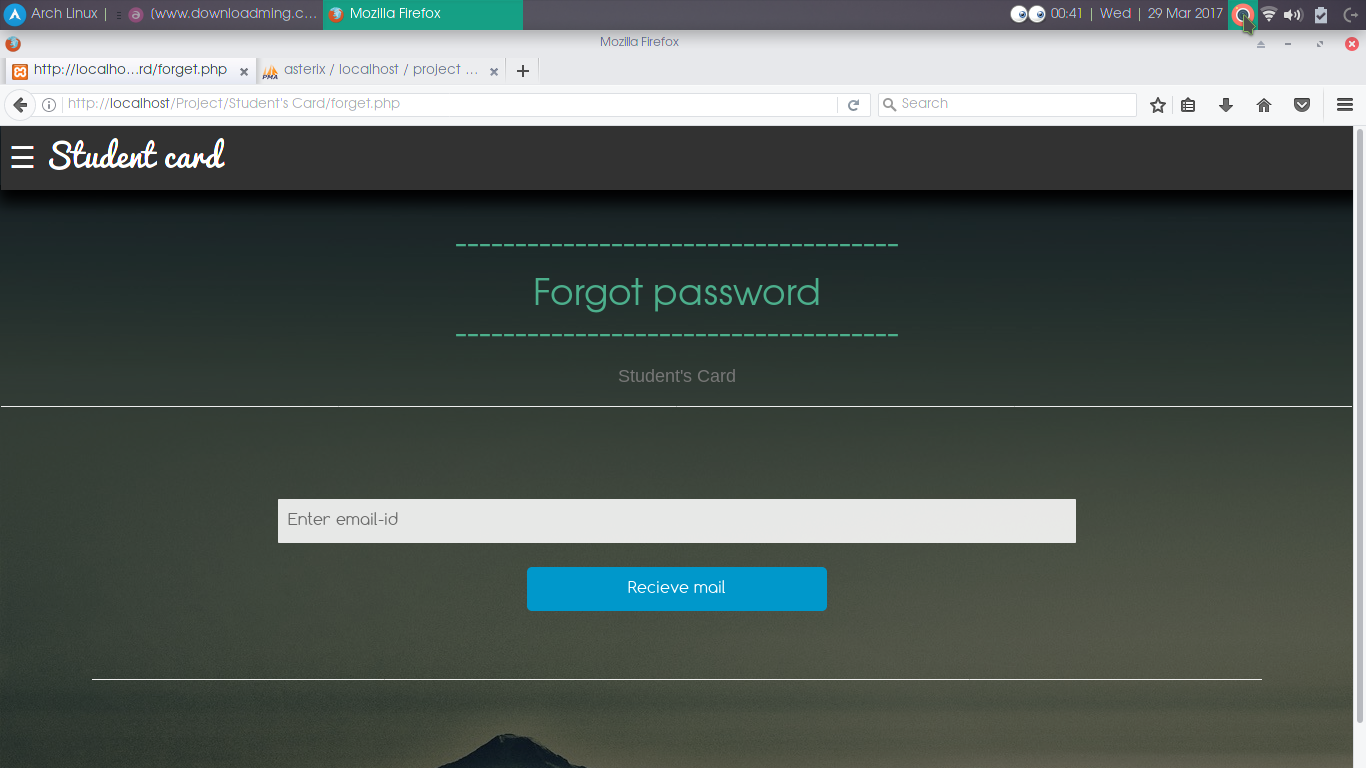 Arch Linux | [www.downloadming.c... Mozilla Firefox 00:41 | Wed | 29 Mar 2017
Mozilla Firefox
http://localho...rd/forget.php asterix / localhost / project ...
http://localhost/Project/Student's Card/forget.php Search
☰ Student card
-------------------------------------
Forgot password
-------------------------------------
Student's Card
Enter email-id
Recieve mail